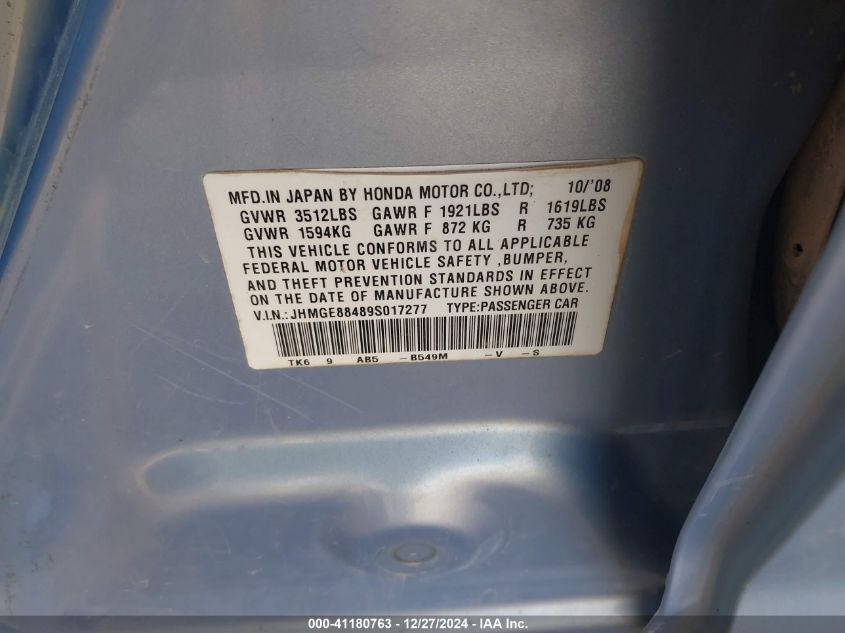 MFD.IN JAPAN BY HONDA MOTOR CO.,LTD; 10/'08
GVWR 3512LBS GAWR F 1921LBS R 1619LBS
GVWR 1594KG GAWR F 872 KG R 735 KG
THIS VEHICLE CONFORMS TO ALL APPLICABLE
FEDERAL MOTOR VEHICLE SAFETY ,BUMPER,
AND THEFT PREVENTION STANDARDS IN EFFECT
ON THE DATE OF MANUFACTURE SHOWN ABOVE.
V.I.N.:JHMGE88489S017277 TYPE:PASSENGER CAR
TK6 9 AB5 -B549M -V -S
000-41180763 - 12/27/2024 - IAA Inc.